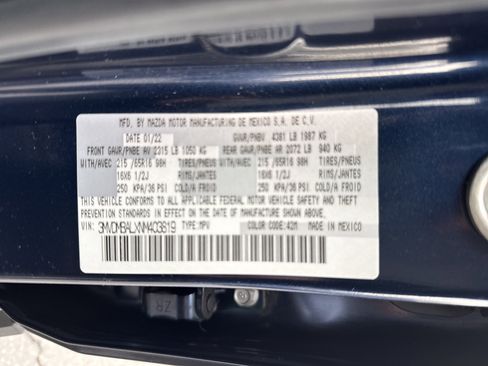 MFD. BY MAZDA MOTOR MANUFACTURING DE MEXICO S.A. DE C.V.
DATE 01/22 GVWR/PNBV 4381 LB 1987 KG
FRONT GAWR/PNBE AV 2315 LB 1050 KG REAR GAWR/PNBE AR 2072 LB 940 KG
WITH/AVEC 215/65R16 98H TIRES/PNEUS WITH/AVEC 215/65R16 98H TIRES/PNEUS
16X6 1/2J RIMS/JANTES 16X6 1/2J RIMS/JANTES
250 KPA/36 PSI COLD/A FROID 250 KPA/36 PSI COLD/A FROID
THIS VEHICLE CONFORMS TO ALL APPLICABLE FEDERAL MOTOR VEHICLE SAFETY AND THEFT
PREVENTION STANDARDS IN EFFECT ON THE DATE OF MANUFACTURE SHOWN ABOVE.
VIN: 3MVDMBALXNM403619 TYPE:MPV COLOR CODE:42M MADE IN MEXICO
ZR